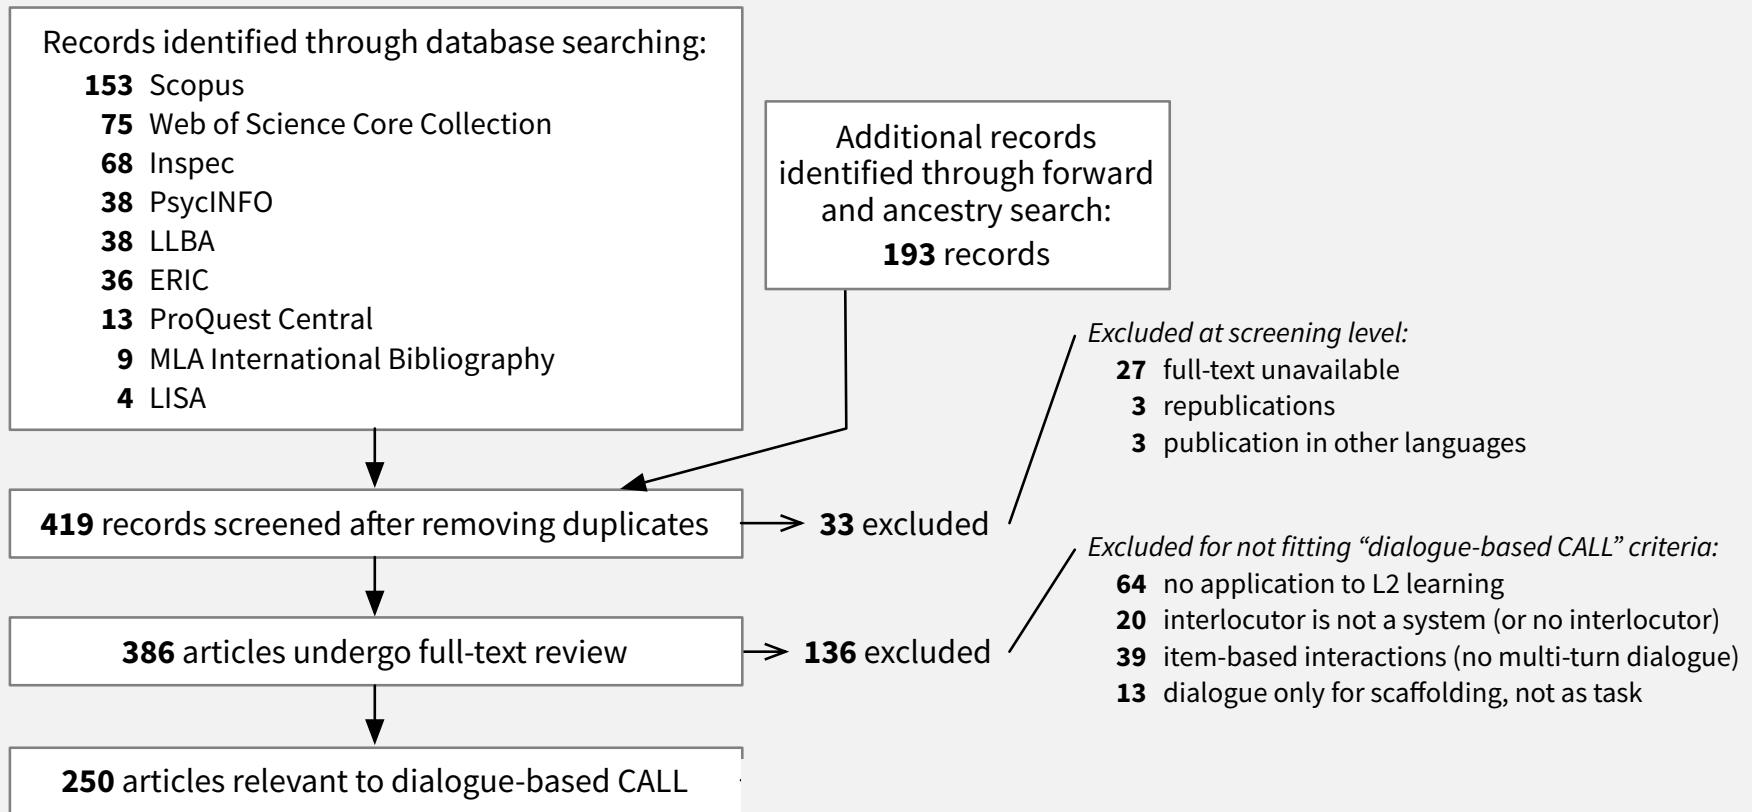 Records identified through database searching:
153 Scopus
75 Web of Science Core Collection
68 Inspec
38 PsycINFO
38 LLBA
36 ERIC
13 ProQuest Central
9 MLA International Bibliography
4 LISA
Additional records
identified through forward
and ancestry search:
193 records
419 records screened after removing duplicates
33 excluded
Excluded at screening level:
27 full-text unavailable
3 republications
3 publication in other languages
386 articles undergo full-text review
136 excluded
Excluded for not fitting “dialogue-based CALL” criteria:
64 no application to L2 learning
20 interlocutor is not a system (or no interlocutor)
39 item-based interactions (no multi-turn dialogue)
13 dialogue only for scaffolding, not as task
250 articles relevant to dialogue-based CALL